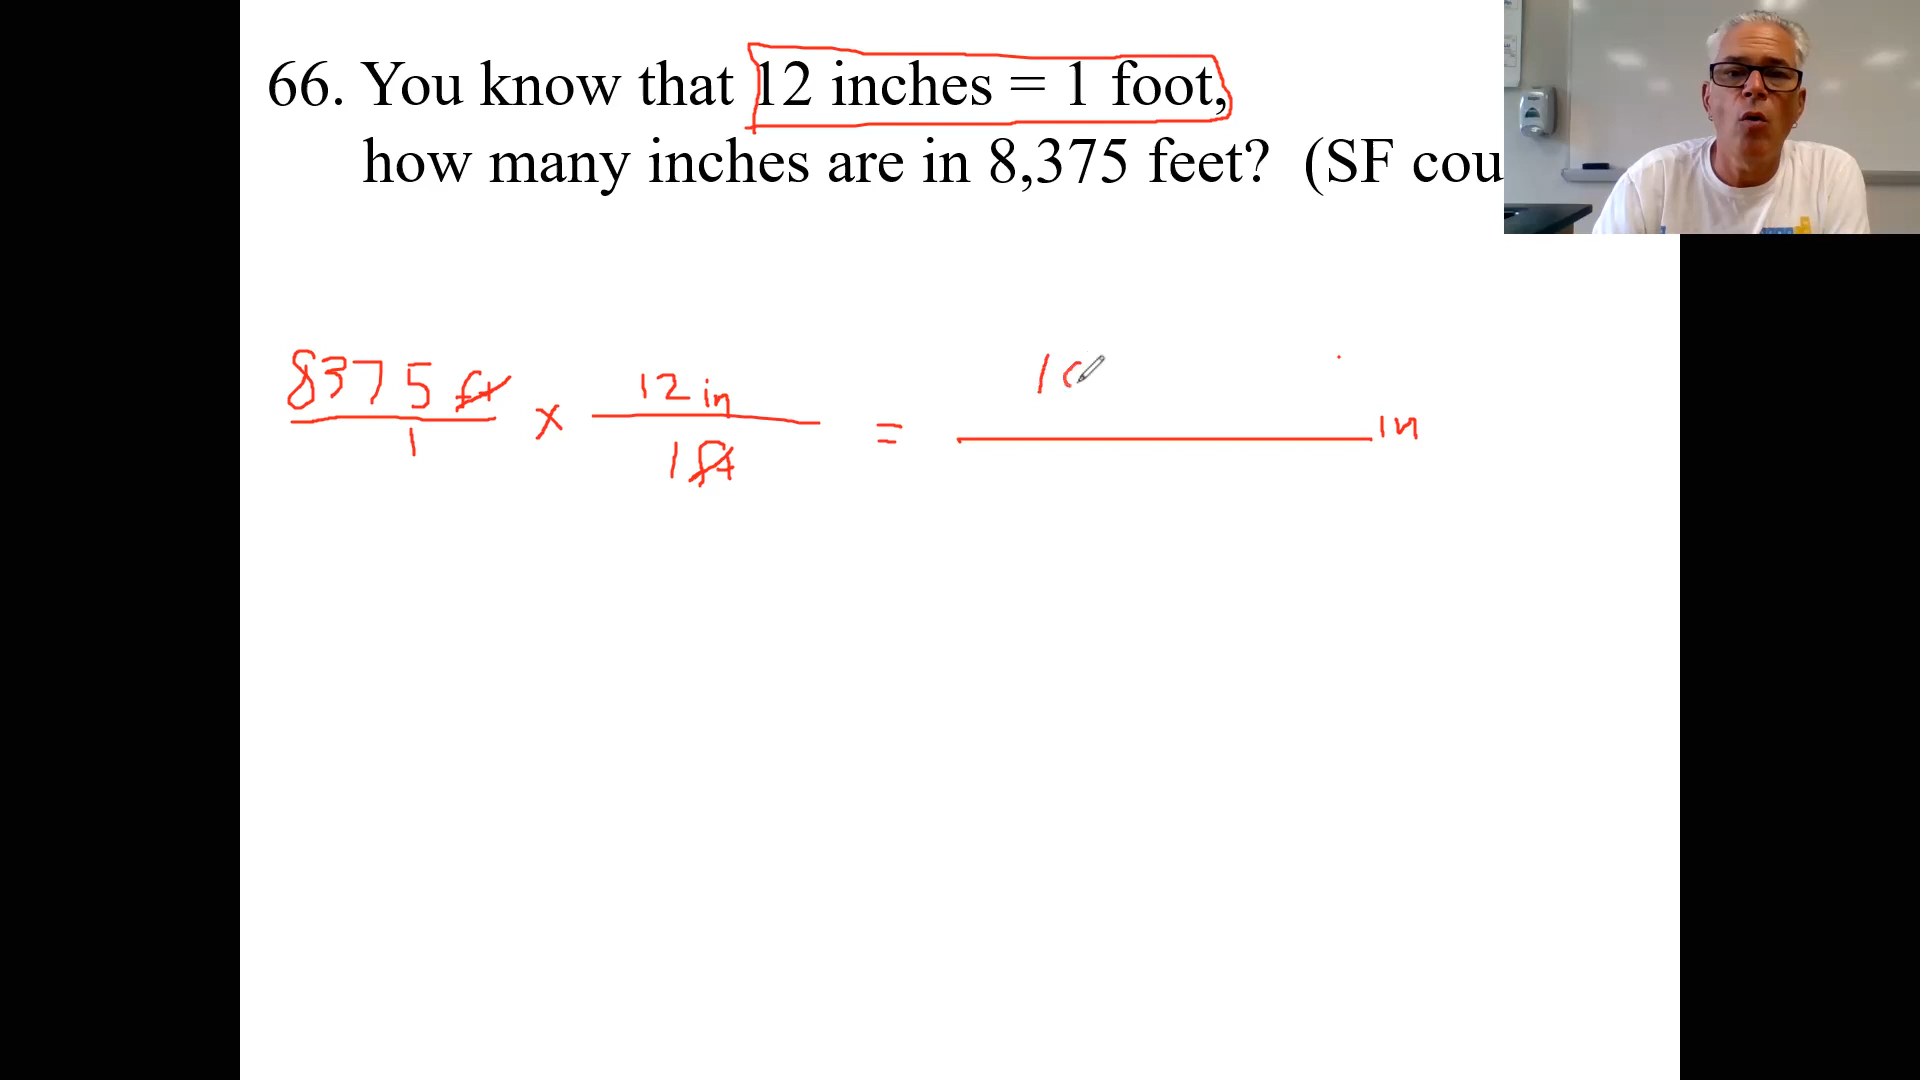 66. You know that 12 inches = 1 foot,
how many inches are in 8,375 feet? (SF cou
8375 ft × 12 in = 10 in
1 1 ft